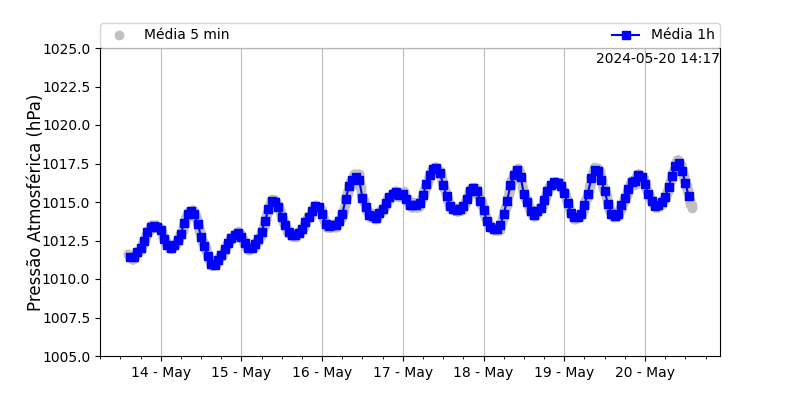 Média 5 min
Média 1h
2024-05-20 14:17
Pressão Atmosférica (hPa)
1025.0
1022.5
1020.0
1017.5
1015.0
1012.5
1010.0
1007.5
1005.0
14 - May
15 - May
16 - May
17 - May
18 - May
19 - May
20 - May